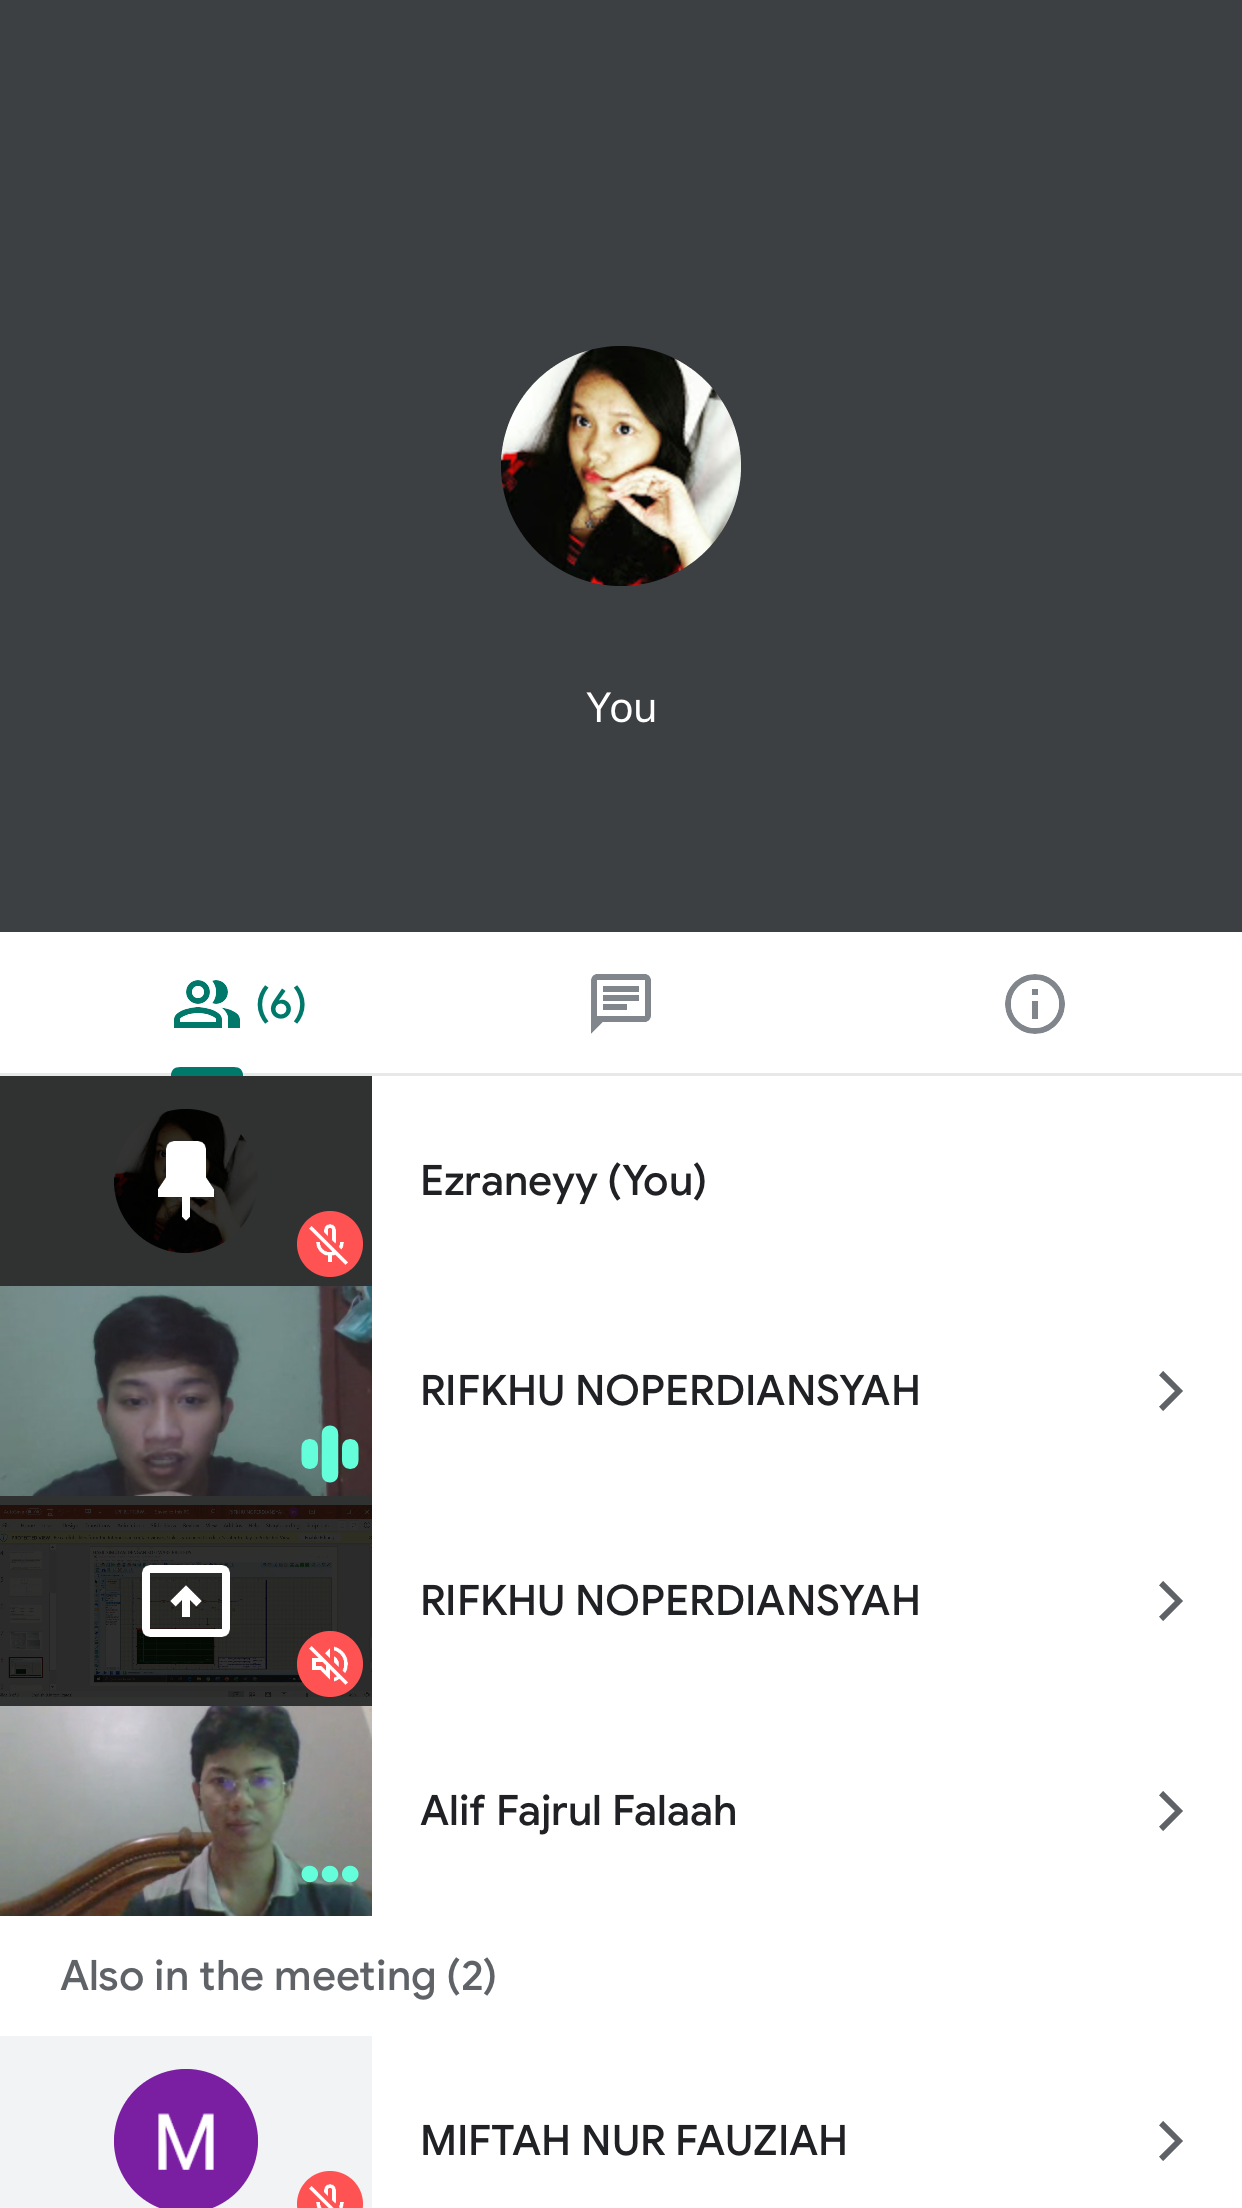 You
(6)
Ezraneyy (You)
RIFKHU NOPERDIANSYAH
RIFKHU NOPERDIANSYAH
Alif Fajrul Falaah
Also in the meeting (2)
M
MIFTAH NUR FAUZIAH